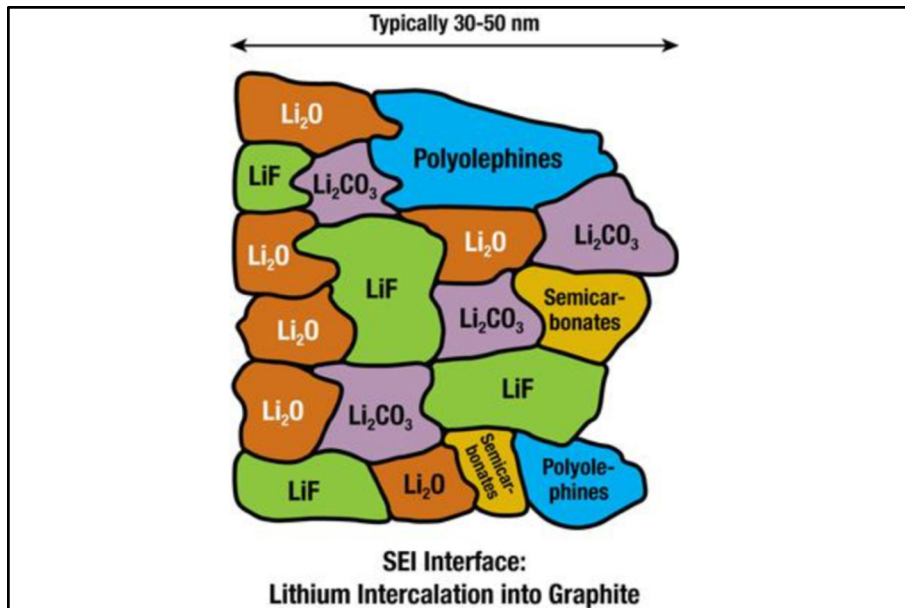 Typically 30-50 nm
Li₂O
Polyolephines
LiF
Li₂CO₃
Li₂O
Li₂O
Li₂CO₃
LiF
Li₂CO₃
Semicar-
bonates
Li₂O
LiF
Li₂O
Li₂CO₃
LiF
Li₂O
Semicar-
bonates
Polyole-
phines
SEI Interface:
Lithium Intercalation into Graphite